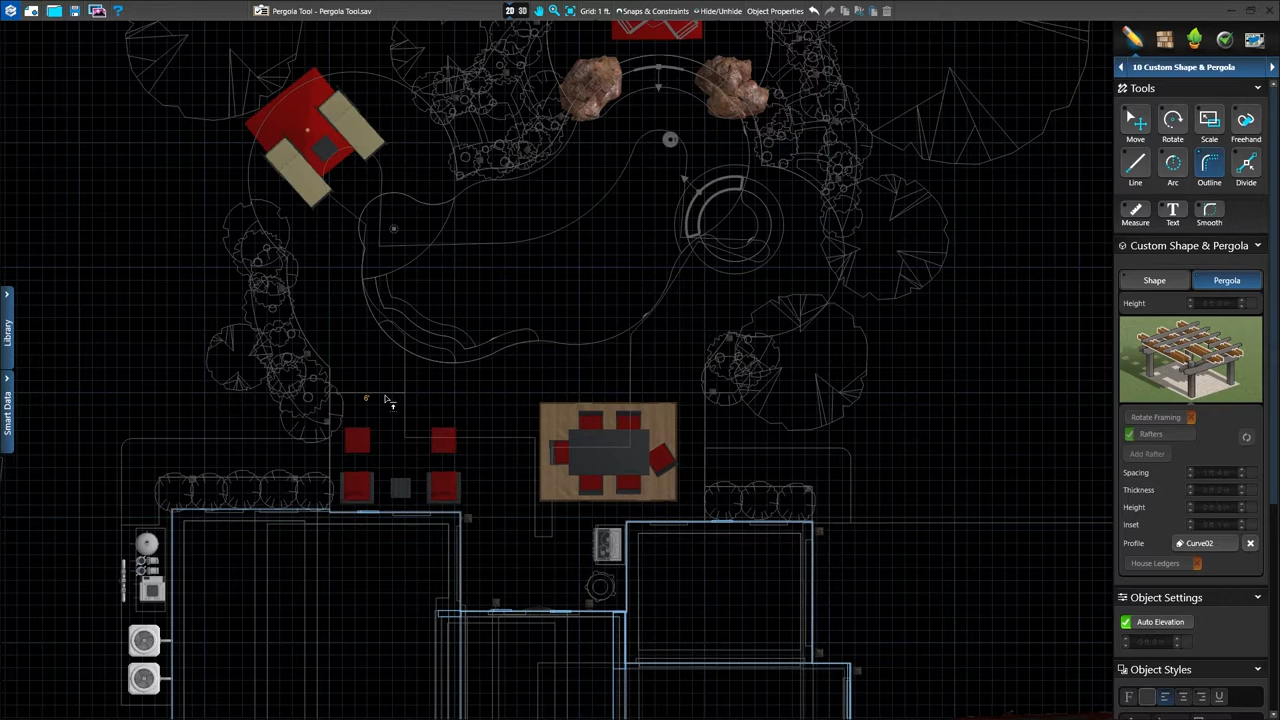 Pergola Tool - Pergola Tool.sav
2D 3D
Grid: 1 ft.
Snaps & Constraints
Hide/Unhide
Object Properties
10 Custom Shape & Pergola
Tools
Move
Rotate
Scale
Freehand
Line
Arc
Outline
Divide
Measure
Text
Smooth
Custom Shape & Pergola
Shape
Pergola
Height
Rotate Framing
Rafters
Add Rafter
Spacing
Thickness
Height
Inset
Profile
Curve02
House Ledgers
Object Settings
Auto Elevation
Object Styles
F
U
Library
Smart Data
6'